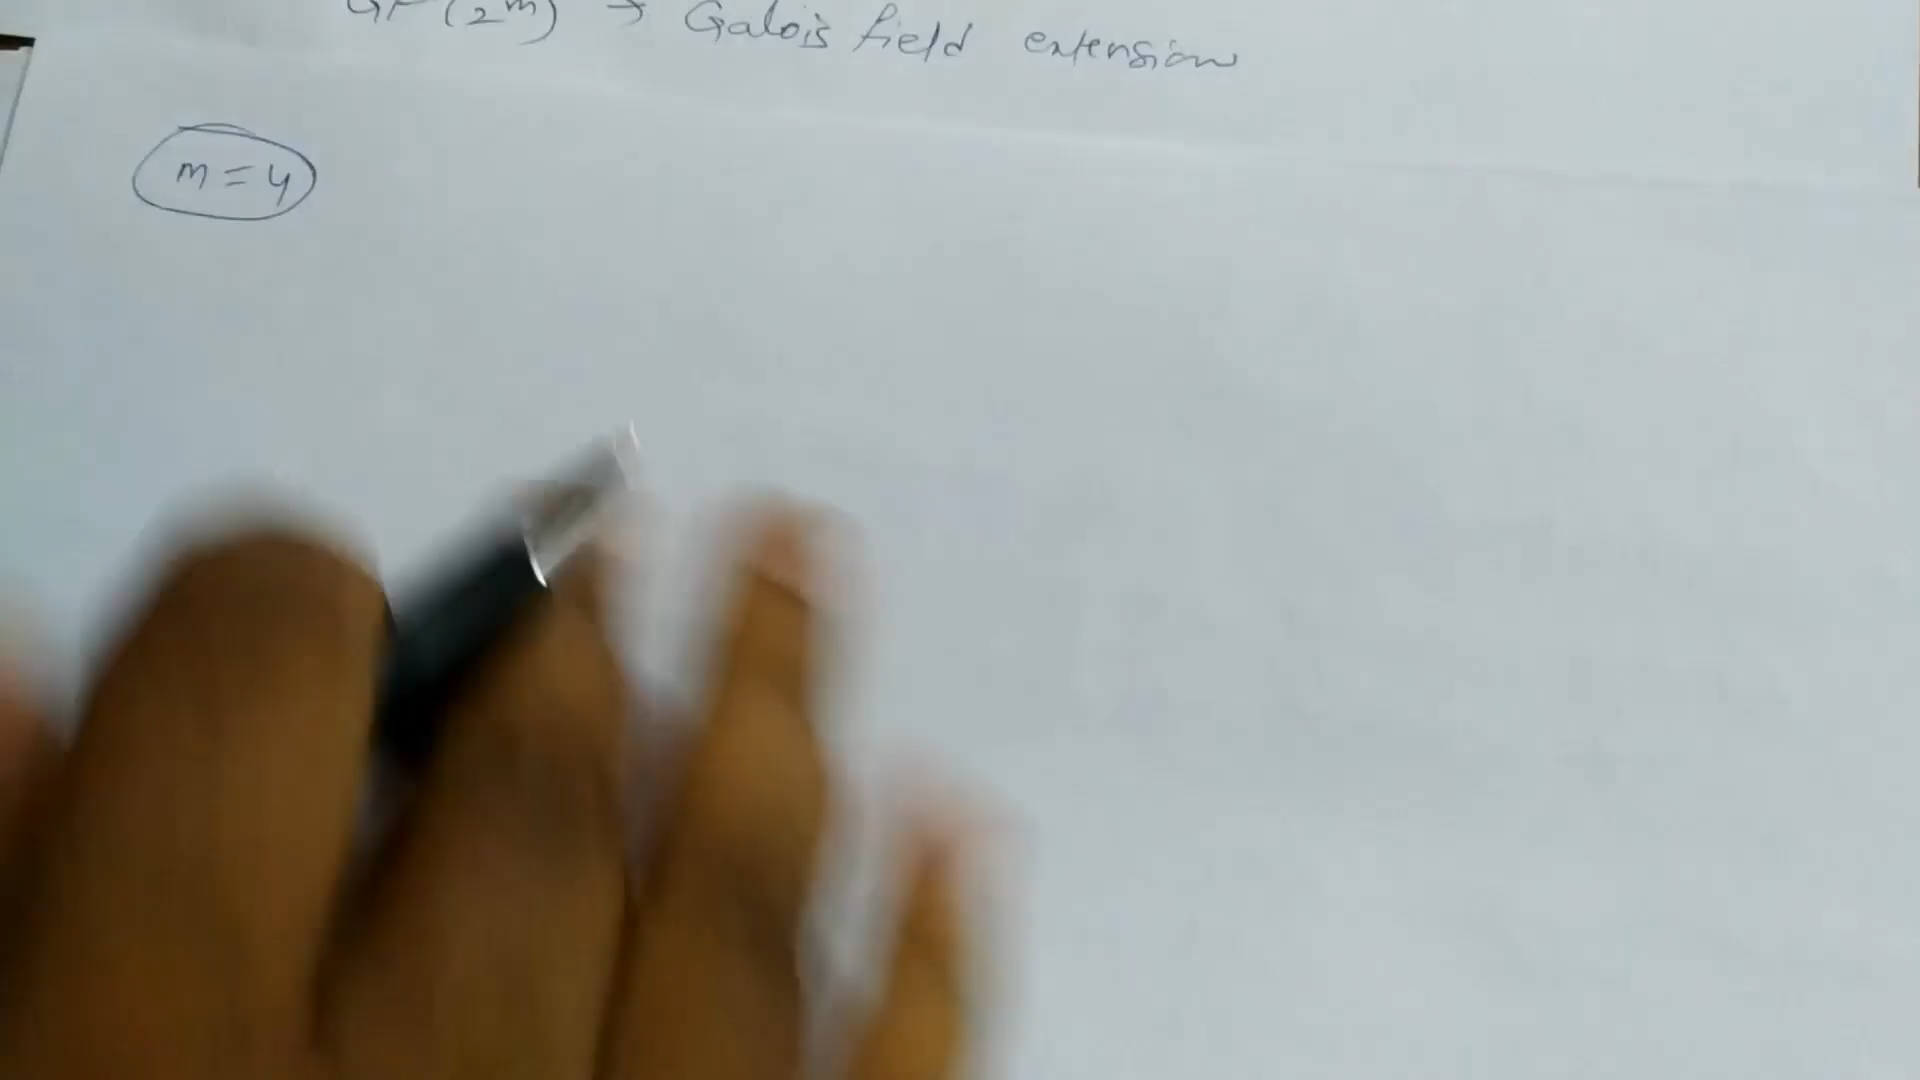 GF(2^m) → Galois field extension
m = 4